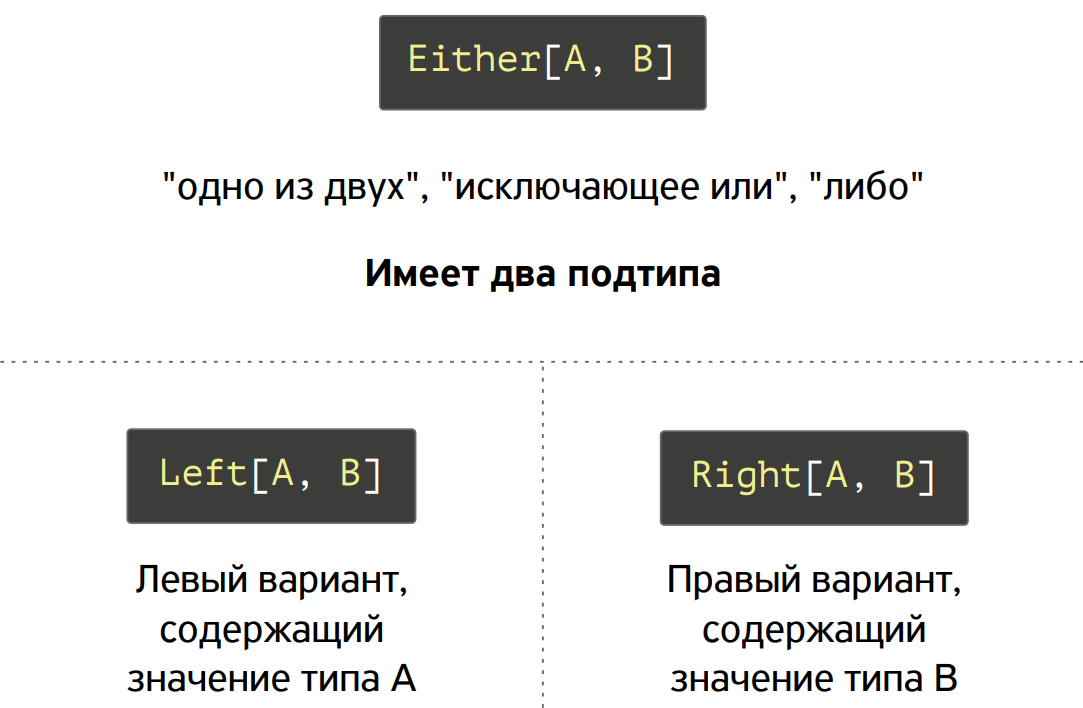 Either[A, B]
"одно из двух", "исключающее или", "либо"
Имеет два подтипа
Left[A, B]
Левый вариант,
содержащий
значение типа A
Right[A, B]
Правый вариант,
содержащий
значение типа B